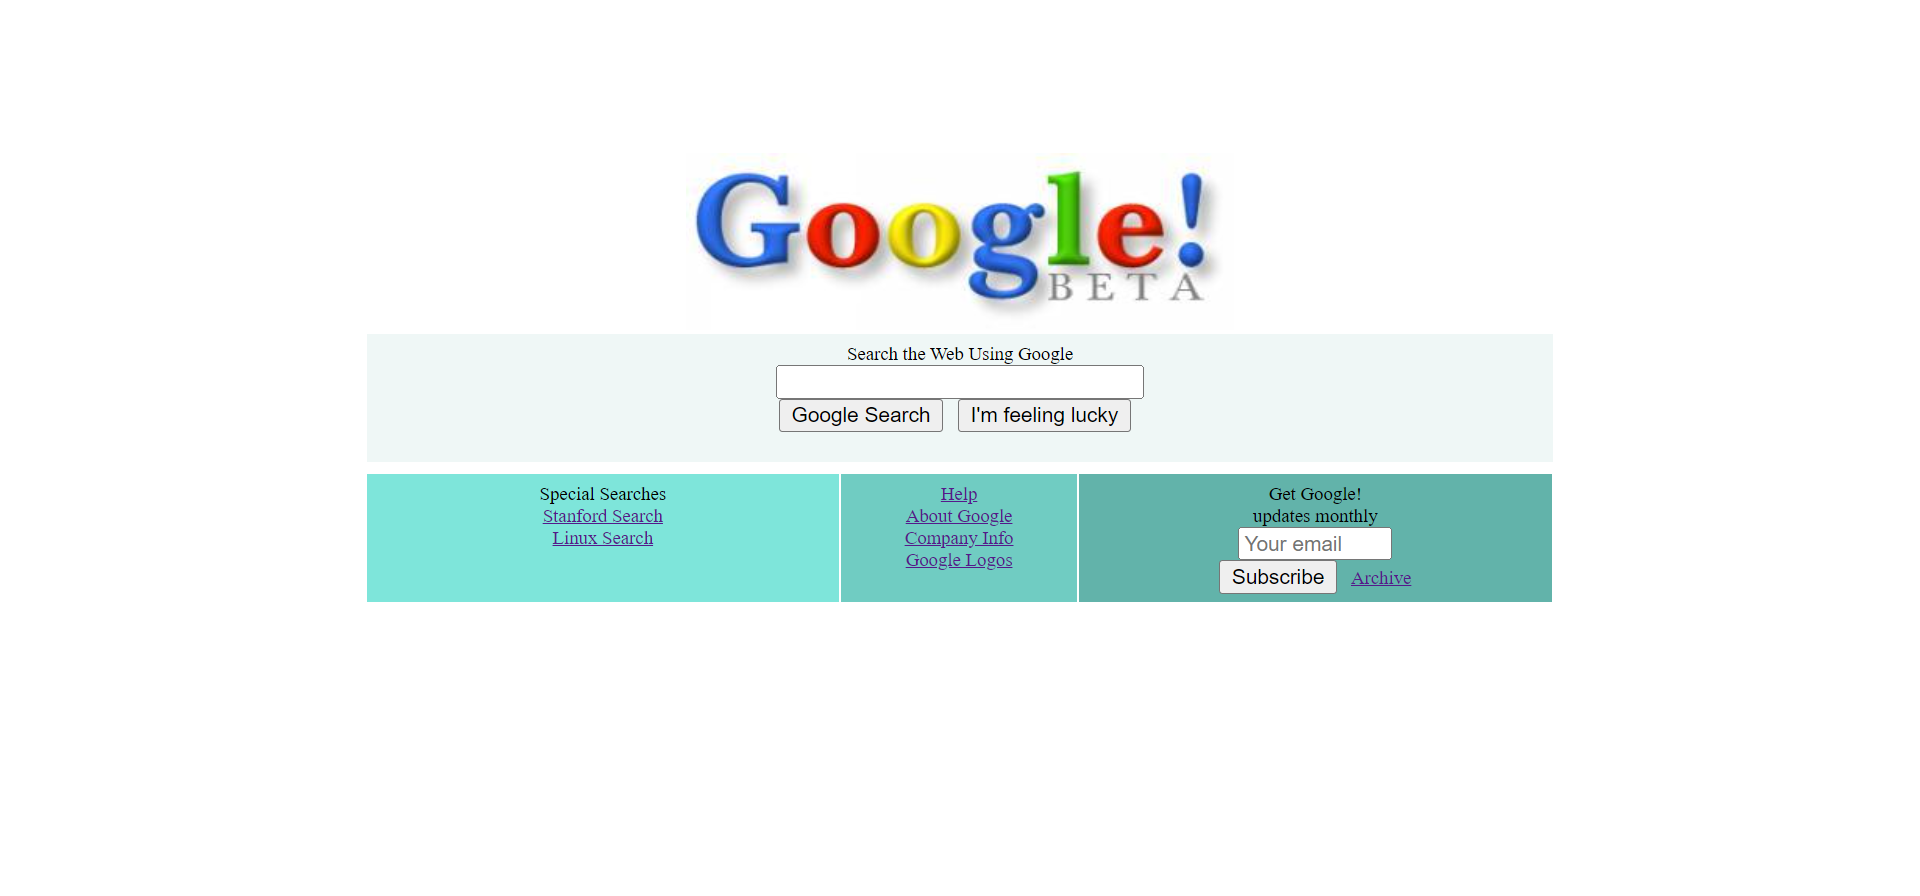 Google!
BETA
Search the Web Using Google
Google Search I'm feeling lucky
Special Searches
Stanford Search
Linux Search
Help
About Google
Company Info
Google Logos
Get Google!
updates monthly
Your email
Subscribe Archive